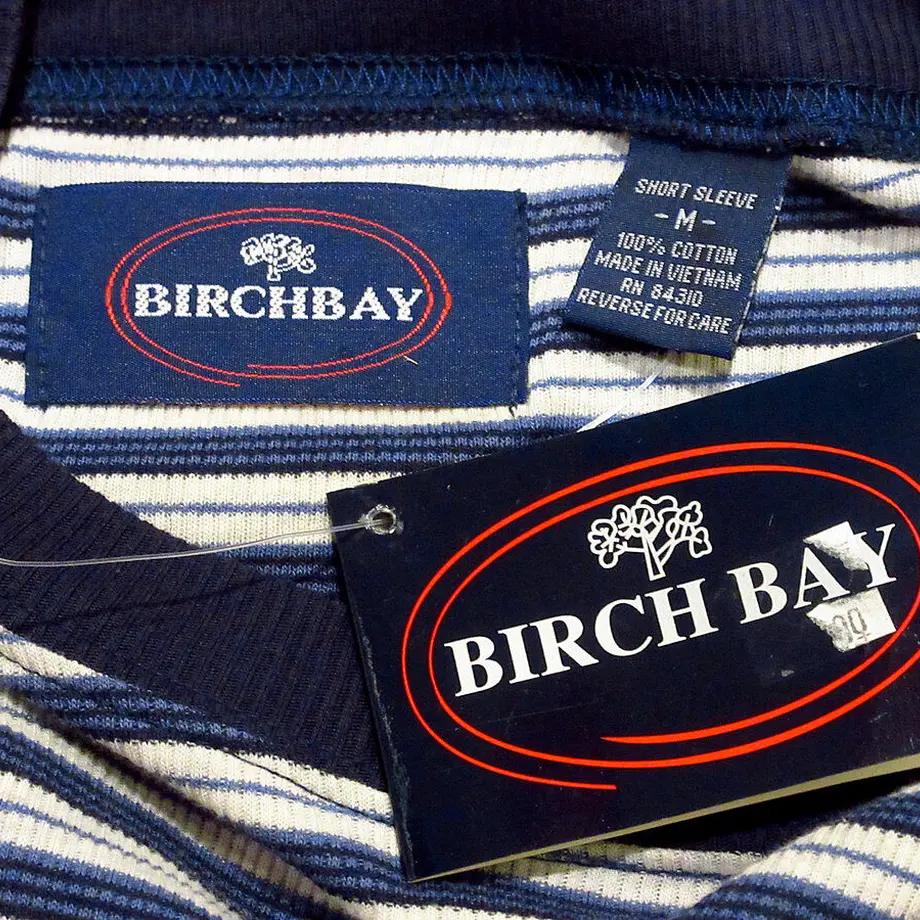 BIRCHBAY
SHORT SLEEVE
- M -
100% COTTON
MADE IN VIETNAM
RN 84310
REVERSE FOR CARE
BIRCH BAY